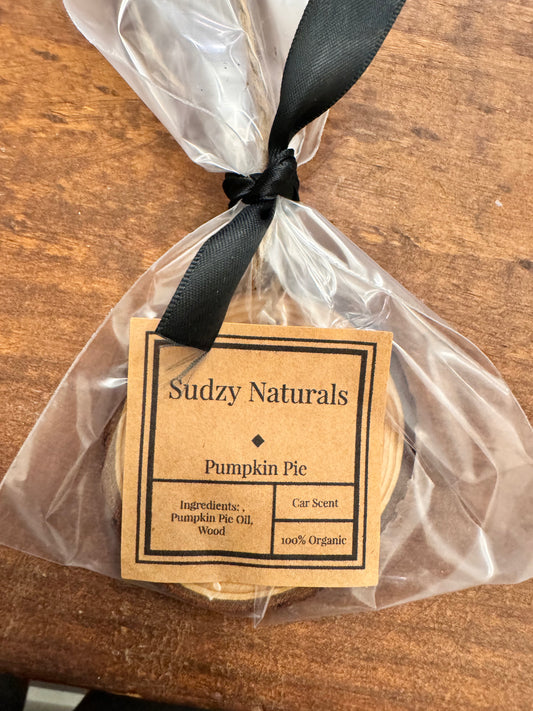 Sudzy Naturals
Pumpkin Pie
Ingredients: ,
Pumpkin Pie Oil,
Wood
Car Scent
100% Organic